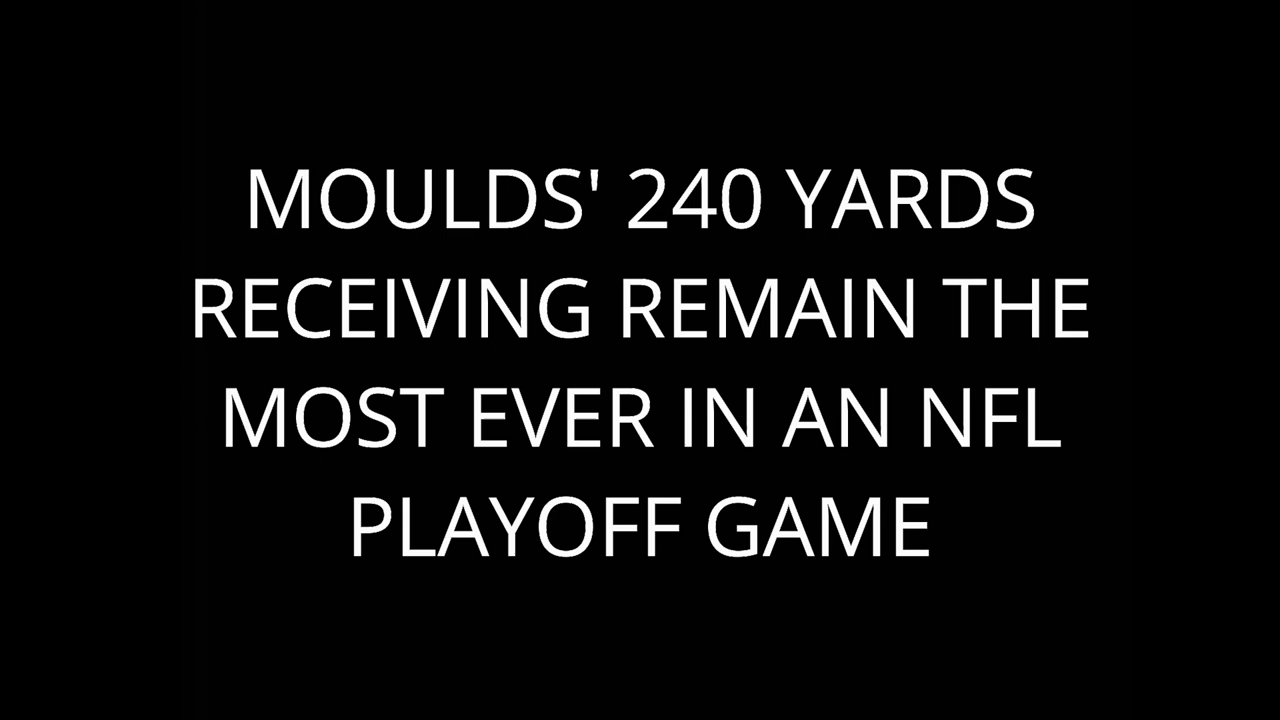 MOULDS' 240 YARDS
RECEIVING REMAIN THE
MOST EVER IN AN NFL
PLAYOFF GAME